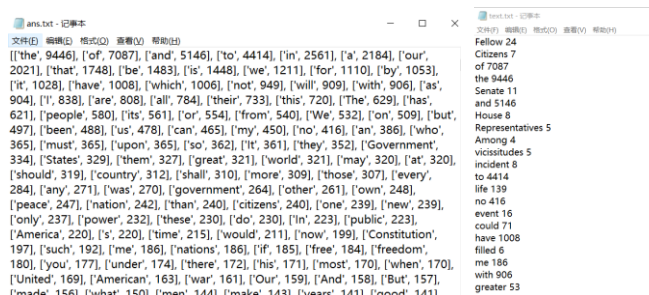 ans.txt - 记事本
文件(F) 编辑(E) 格式(O) 查看(V) 帮助(H)
[['the', 9446], ['of', 7087], ['and', 5146], ['to', 4414], ['in', 2561], ['a', 2184], ['our',
2021], ['that', 1748], ['be', 1483], ['is', 1448], ['we', 1211], ['for', 1110], ['by', 1053],
['it', 1028], ['have', 1008], ['which', 1006], ['not', 949], ['will', 909], ['with', 906], ['as',
904], ['I', 838], ['are', 808], ['all', 784], ['their', 733], ['this', 720], ['The', 629], ['has',
621], ['people', 580], ['its', 561], ['or', 554], ['from', 540], ['We', 532], ['on', 509], ['but',
497], ['been', 488], ['us', 478], ['can', 465], ['my', 450], ['no', 416], ['an', 386], ['who',
365], ['must', 365], ['upon', 365], ['so', 362], ['It', 361], ['they', 352], ['Government',
334], ['States', 329], ['them', 327], ['great', 321], ['world', 321], ['may', 320], ['at', 320],
['should', 319], ['country', 312], ['shall', 310], ['more', 309], ['those', 307], ['every',
284], ['any', 271], ['was', 270], ['government', 264], ['other', 261], ['own', 248],
['peace', 247], ['nation', 242], ['than', 240], ['citizens', 240], ['one', 239], ['new', 239],
['only', 237], ['power', 232], ['these', 230], ['do', 230], ['In', 223], ['public', 223],
['America', 220], ['s', 220], ['time', 215], ['would', 211], ['now', 199], ['Constitution',
197], ['such', 192], ['me', 186], ['nations', 186], ['if', 185], ['free', 184], ['freedom',
180], ['you', 177], ['under', 174], ['there', 172], ['his', 171], ['most', 170], ['when', 170],
['United', 169], ['American', 163], ['war', 161], ['Our', 159], ['And', 158], ['But', 157],
['made', 156], ['what', 150], ['men', 144], ['make', 143], ['years', 141], ['good', 141]
text.txt - 记事本
文件(F) 编辑(E) 格式(O) 查看(V) 帮助(H)
Fellow 24
Citizens 7
of 7087
the 9446
Senate 11
and 5146
House 8
Representatives 5
Among 4
vicissitudes 5
incident 8
to 4414
life 139
no 416
event 16
could 71
have 1008
filled 6
me 186
with 906
greater 53